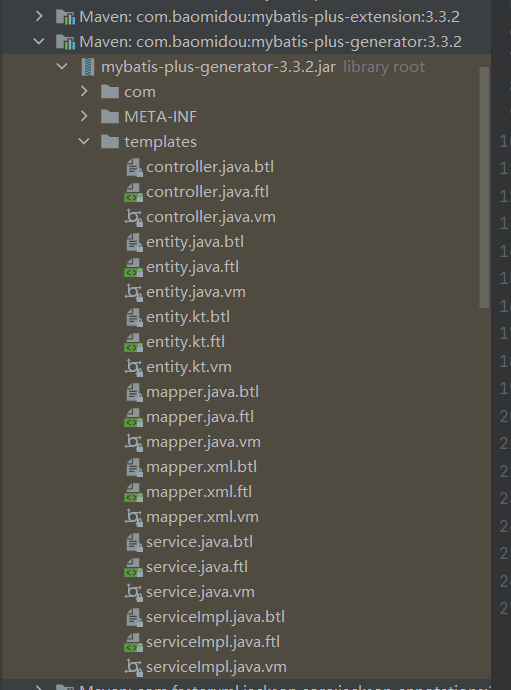 Maven: com.baomidou:mybatis-plus-extension:3.3.2
Maven: com.baomidou:mybatis-plus-generator:3.3.2
mybatis-plus-generator-3.3.2.jar library root
com
META-INF
templates
controller.java.btl
controller.java.ftl
controller.java.vm
entity.java.btl
entity.java.ftl
entity.java.vm
entity.kt.btl
entity.kt.ftl
entity.kt.vm
mapper.java.btl
mapper.java.ftl
mapper.java.vm
mapper.xml.btl
mapper.xml.ftl
mapper.xml.vm
service.java.btl
service.java.ftl
service.java.vm
serviceImpl.java.btl
serviceImpl.java.ftl
serviceImpl.java.vm